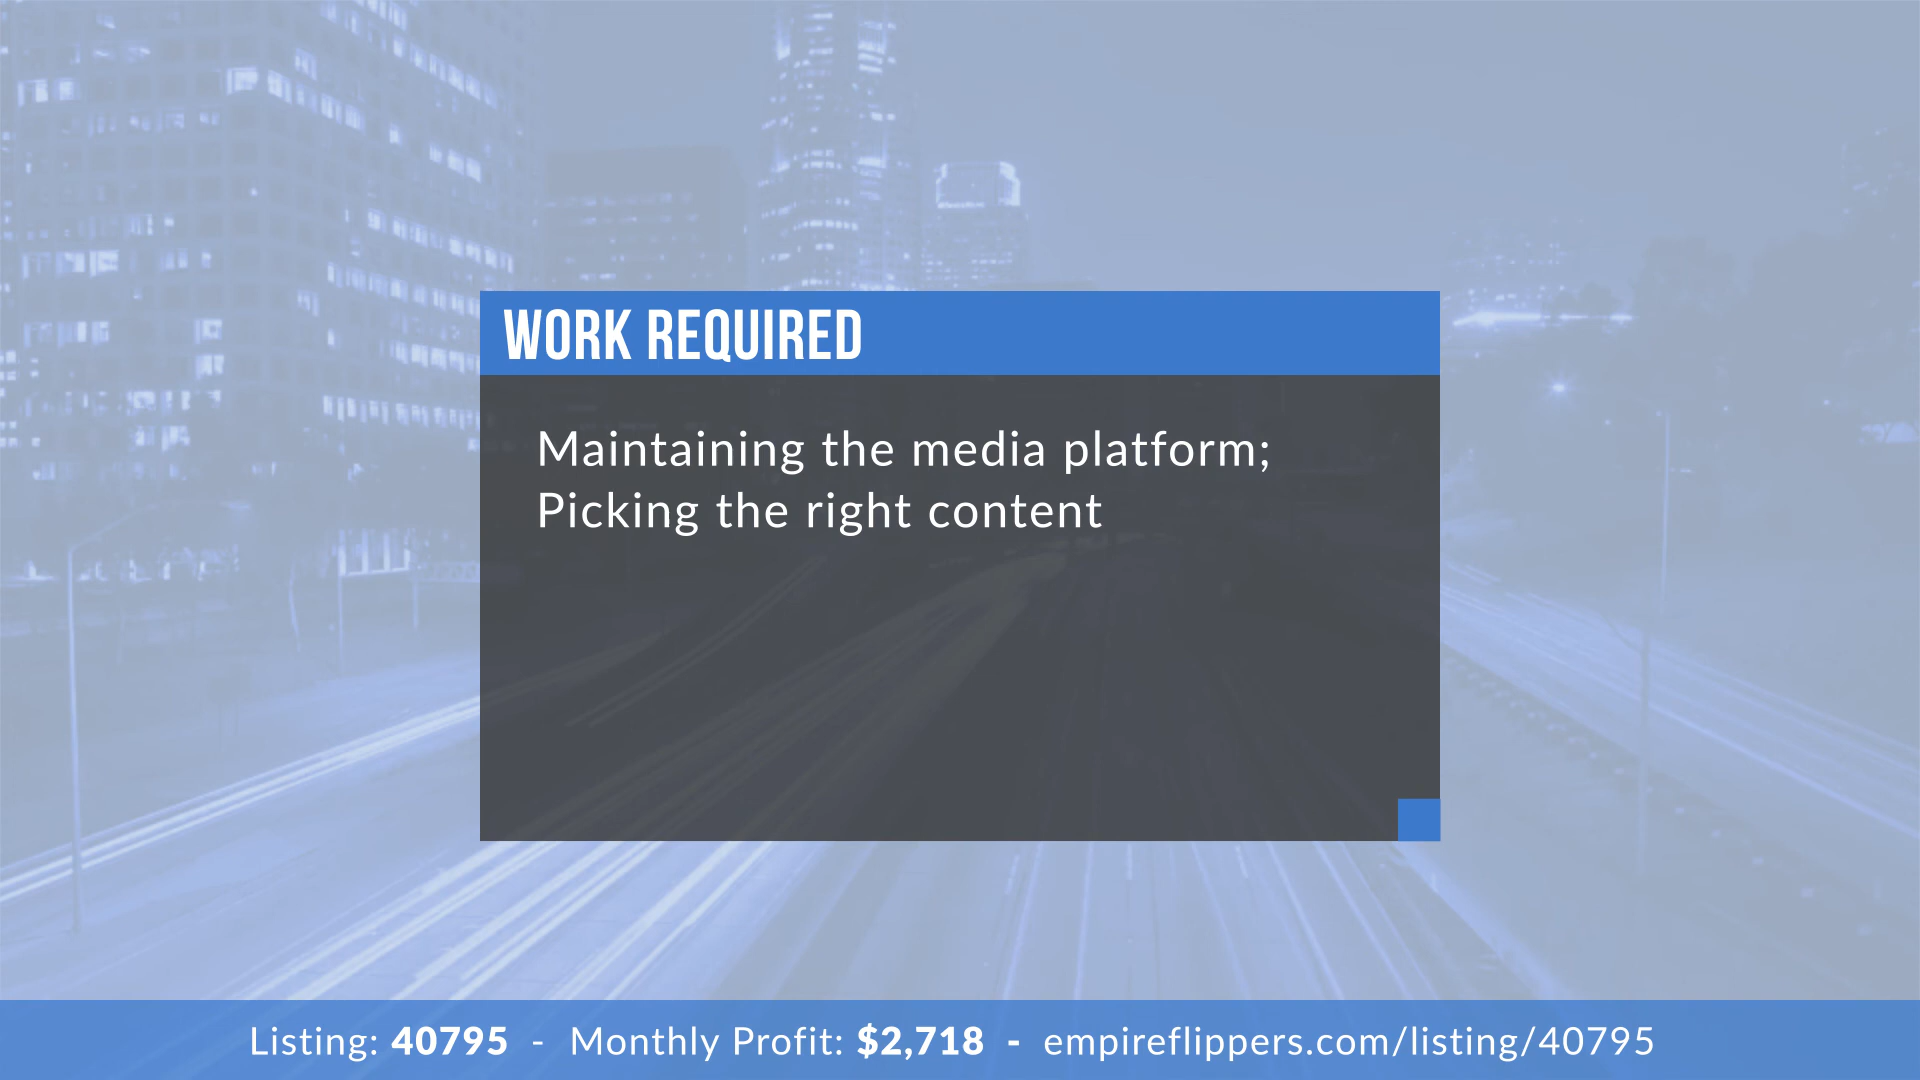 WORK REQUIRED
Maintaining the media platform;
Picking the right content
Listing: 40795 - Monthly Profit: $2,718 - empireflippers.com/listing/40795